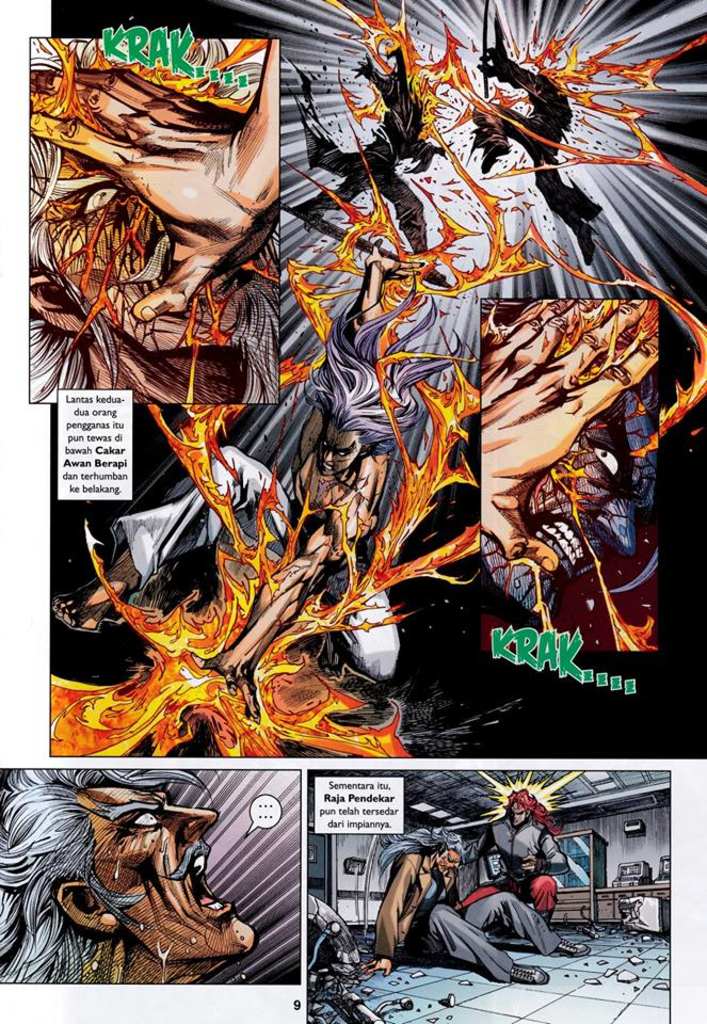 KRAK....
Lantas kedua-
dua orang
pengganas itu
pun tewas di
bawah Cakar
Awan Berapi
dan terhumban
ke belakang.
KRAK....
...
Sementara itu,
Raja Pendekar
pun telah tersedar
dari impiannya.
9